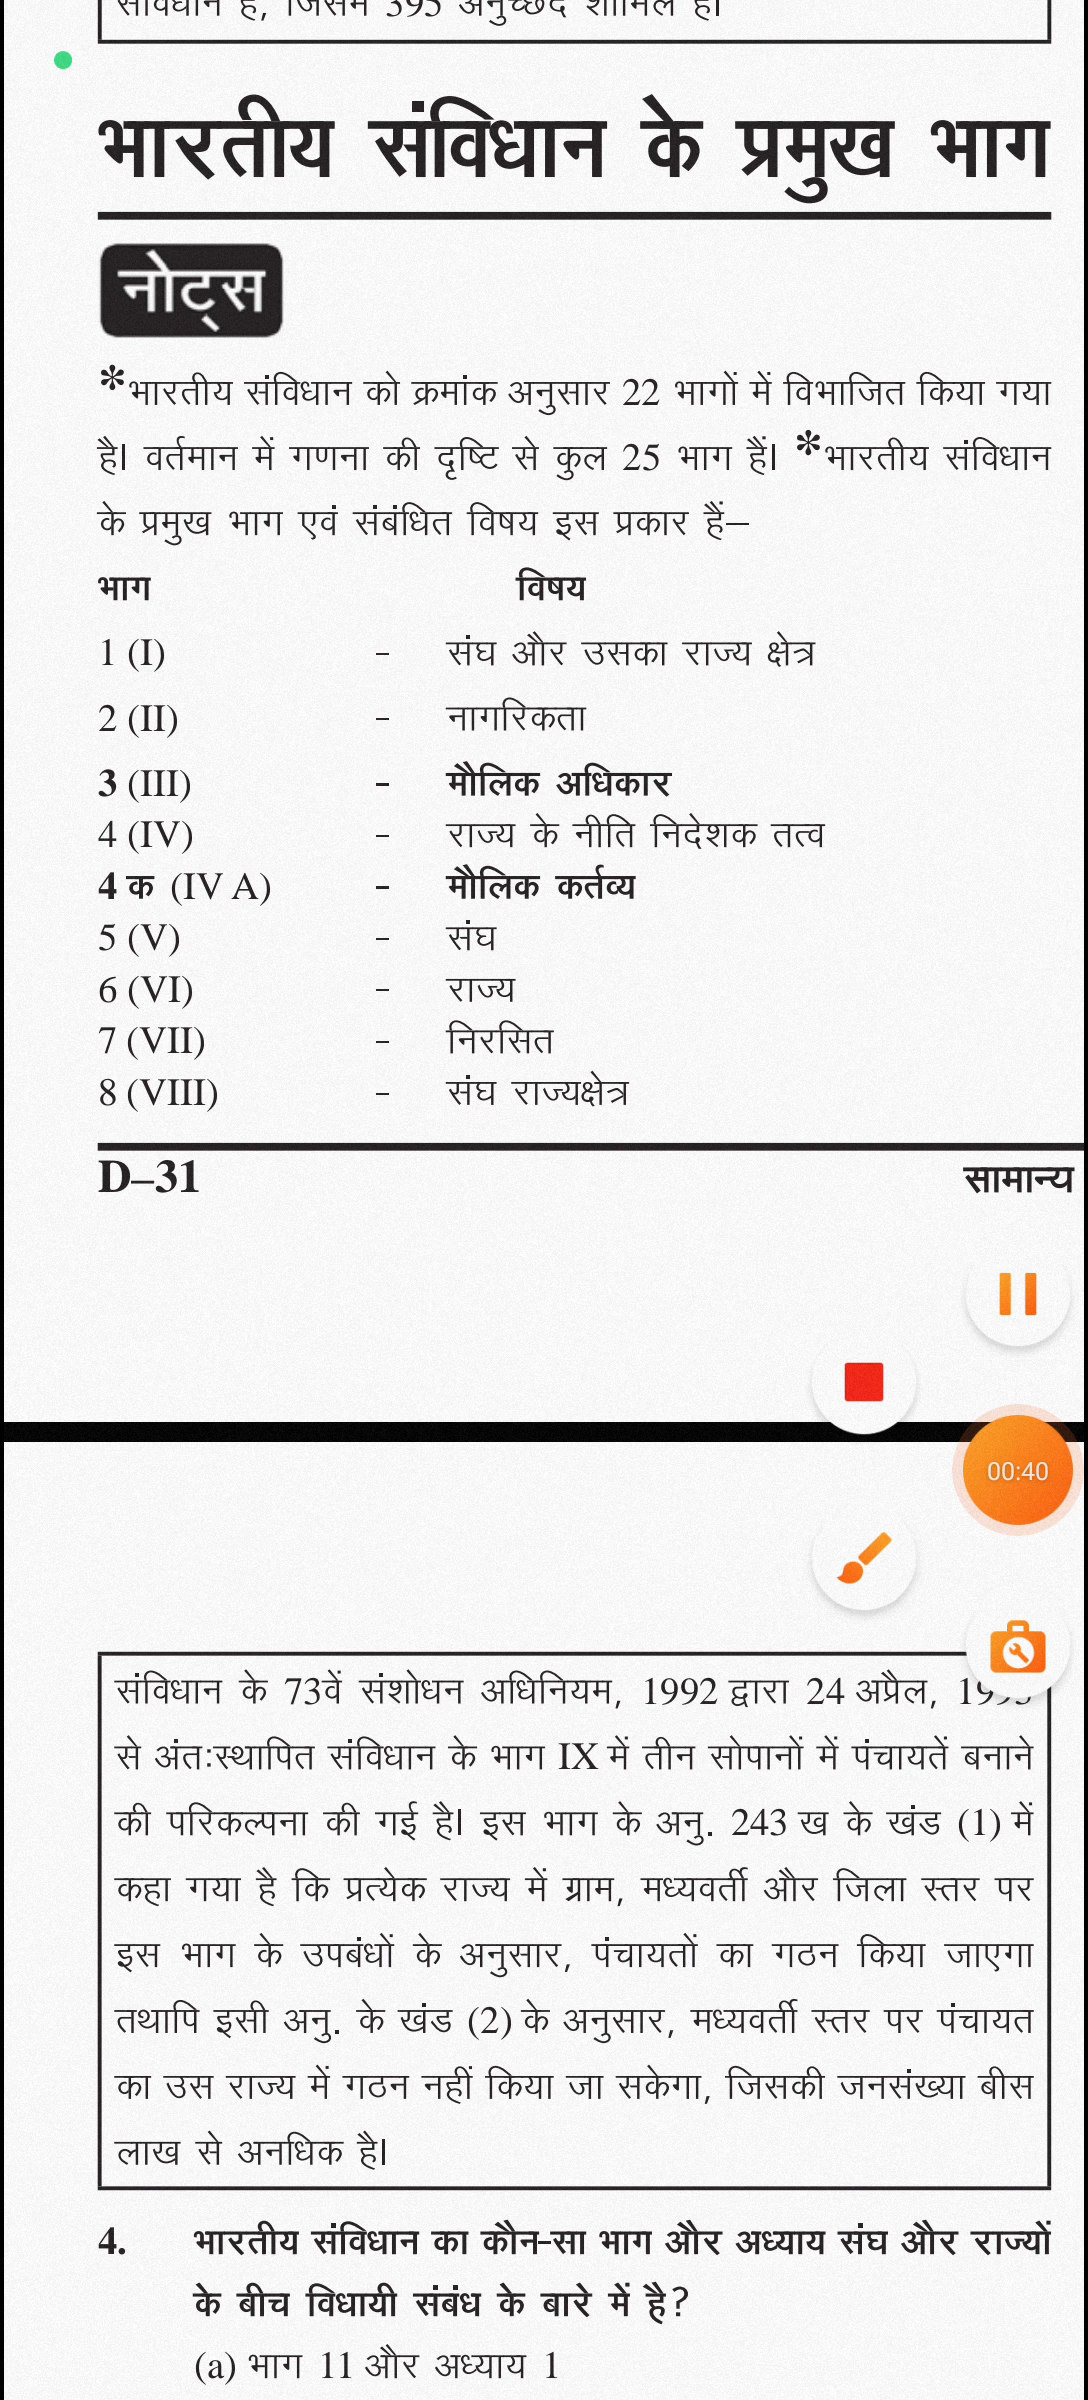 संविधान है, जिसमें 395 अनुच्छेद शामिल हैं।
भारतीय संविधान के प्रमुख भाग
नोट्स
*भारतीय संविधान को क्रमांक अनुसार 22 भागों में विभाजित किया गया
है। वर्तमान में गणना की दृष्टि से कुल 25 भाग हैं। *भारतीय संविधान
के प्रमुख भाग एवं संबंधित विषय इस प्रकार हैं–
भाग विषय
1 (I) - संघ और उसका राज्य क्षेत्र
2 (II) - नागरिकता
3 (III) - मौलिक अधिकार
4 (IV) - राज्य के नीति निदेशक तत्व
4 क (IV A) - मौलिक कर्तव्य
5 (V) - संघ
6 (VI) - राज्य
7 (VII) - निरसित
8 (VIII) - संघ राज्यक्षेत्र
D–31 सामान्य
00:40
संविधान के 73वें संशोधन अधिनियम, 1992 द्वारा 24 अप्रैल, 1993
से अंतःस्थापित संविधान के भाग IX में तीन सोपानों में पंचायतें बनाने
की परिकल्पना की गई है। इस भाग के अनु. 243 ख के खंड (1) में
कहा गया है कि प्रत्येक राज्य में ग्राम, मध्यवर्ती और जिला स्तर पर
इस भाग के उपबंधों के अनुसार, पंचायतों का गठन किया जाएगा
तथापि इसी अनु. के खंड (2) के अनुसार, मध्यवर्ती स्तर पर पंचायत
का उस राज्य में गठन नहीं किया जा सकेगा, जिसकी जनसंख्या बीस
लाख से अनधिक है।
4. भारतीय संविधान का कौन-सा भाग और अध्याय संघ और राज्यों
के बीच विधायी संबंध के बारे में है?
(a) भाग 11 और अध्याय 1